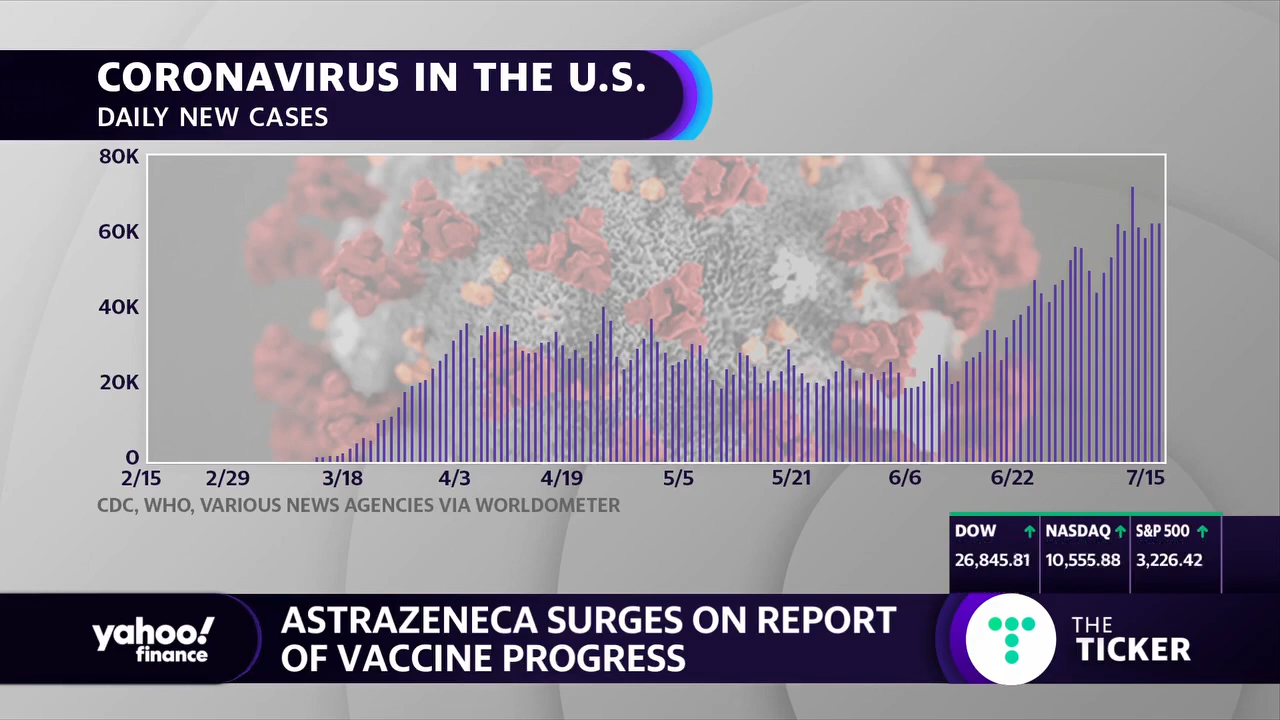 CORONAVIRUS IN THE U.S.
DAILY NEW CASES
80K
60K
40K
20K
0
2/15 2/29 3/18 4/3 4/19 5/5 5/21 6/6 6/22 7/15
CDC, WHO, VARIOUS NEWS AGENCIES VIA WORLDOMETER
DOW NASDAQ S&P 500
26,845.81 10,555.88 3,226.42
yahoo!
finance
ASTRAZENECA SURGES ON REPORT
OF VACCINE PROGRESS
THE
TICKER